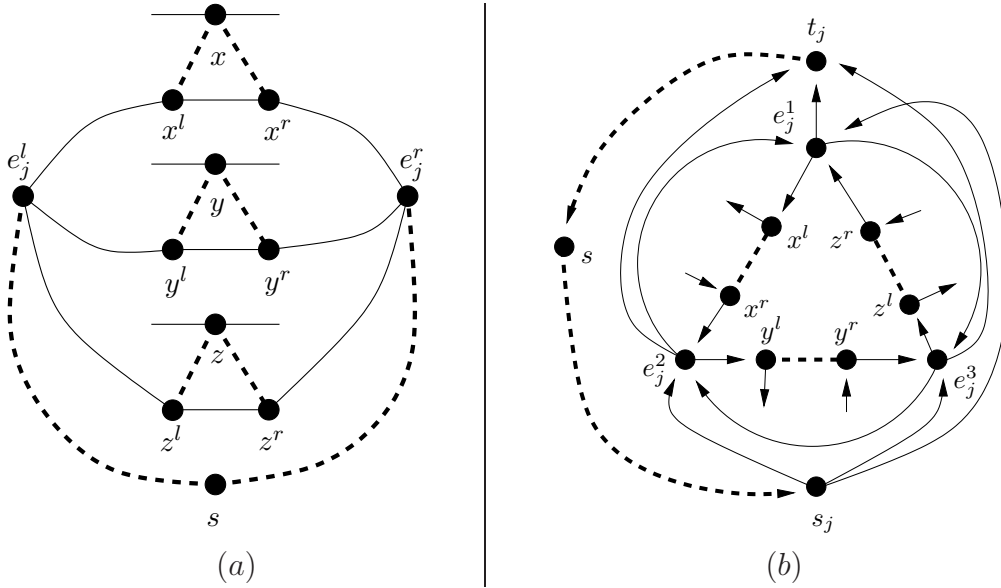 x
x^l x^r
e_j^l e_j^r
y
y^l y^r
z
z^l z^r
s
(a)
t_j
e_j^1
x^l z^r
s
x^r z^l
y^l y^r
e_j^2 e_j^3
s_j
(b)